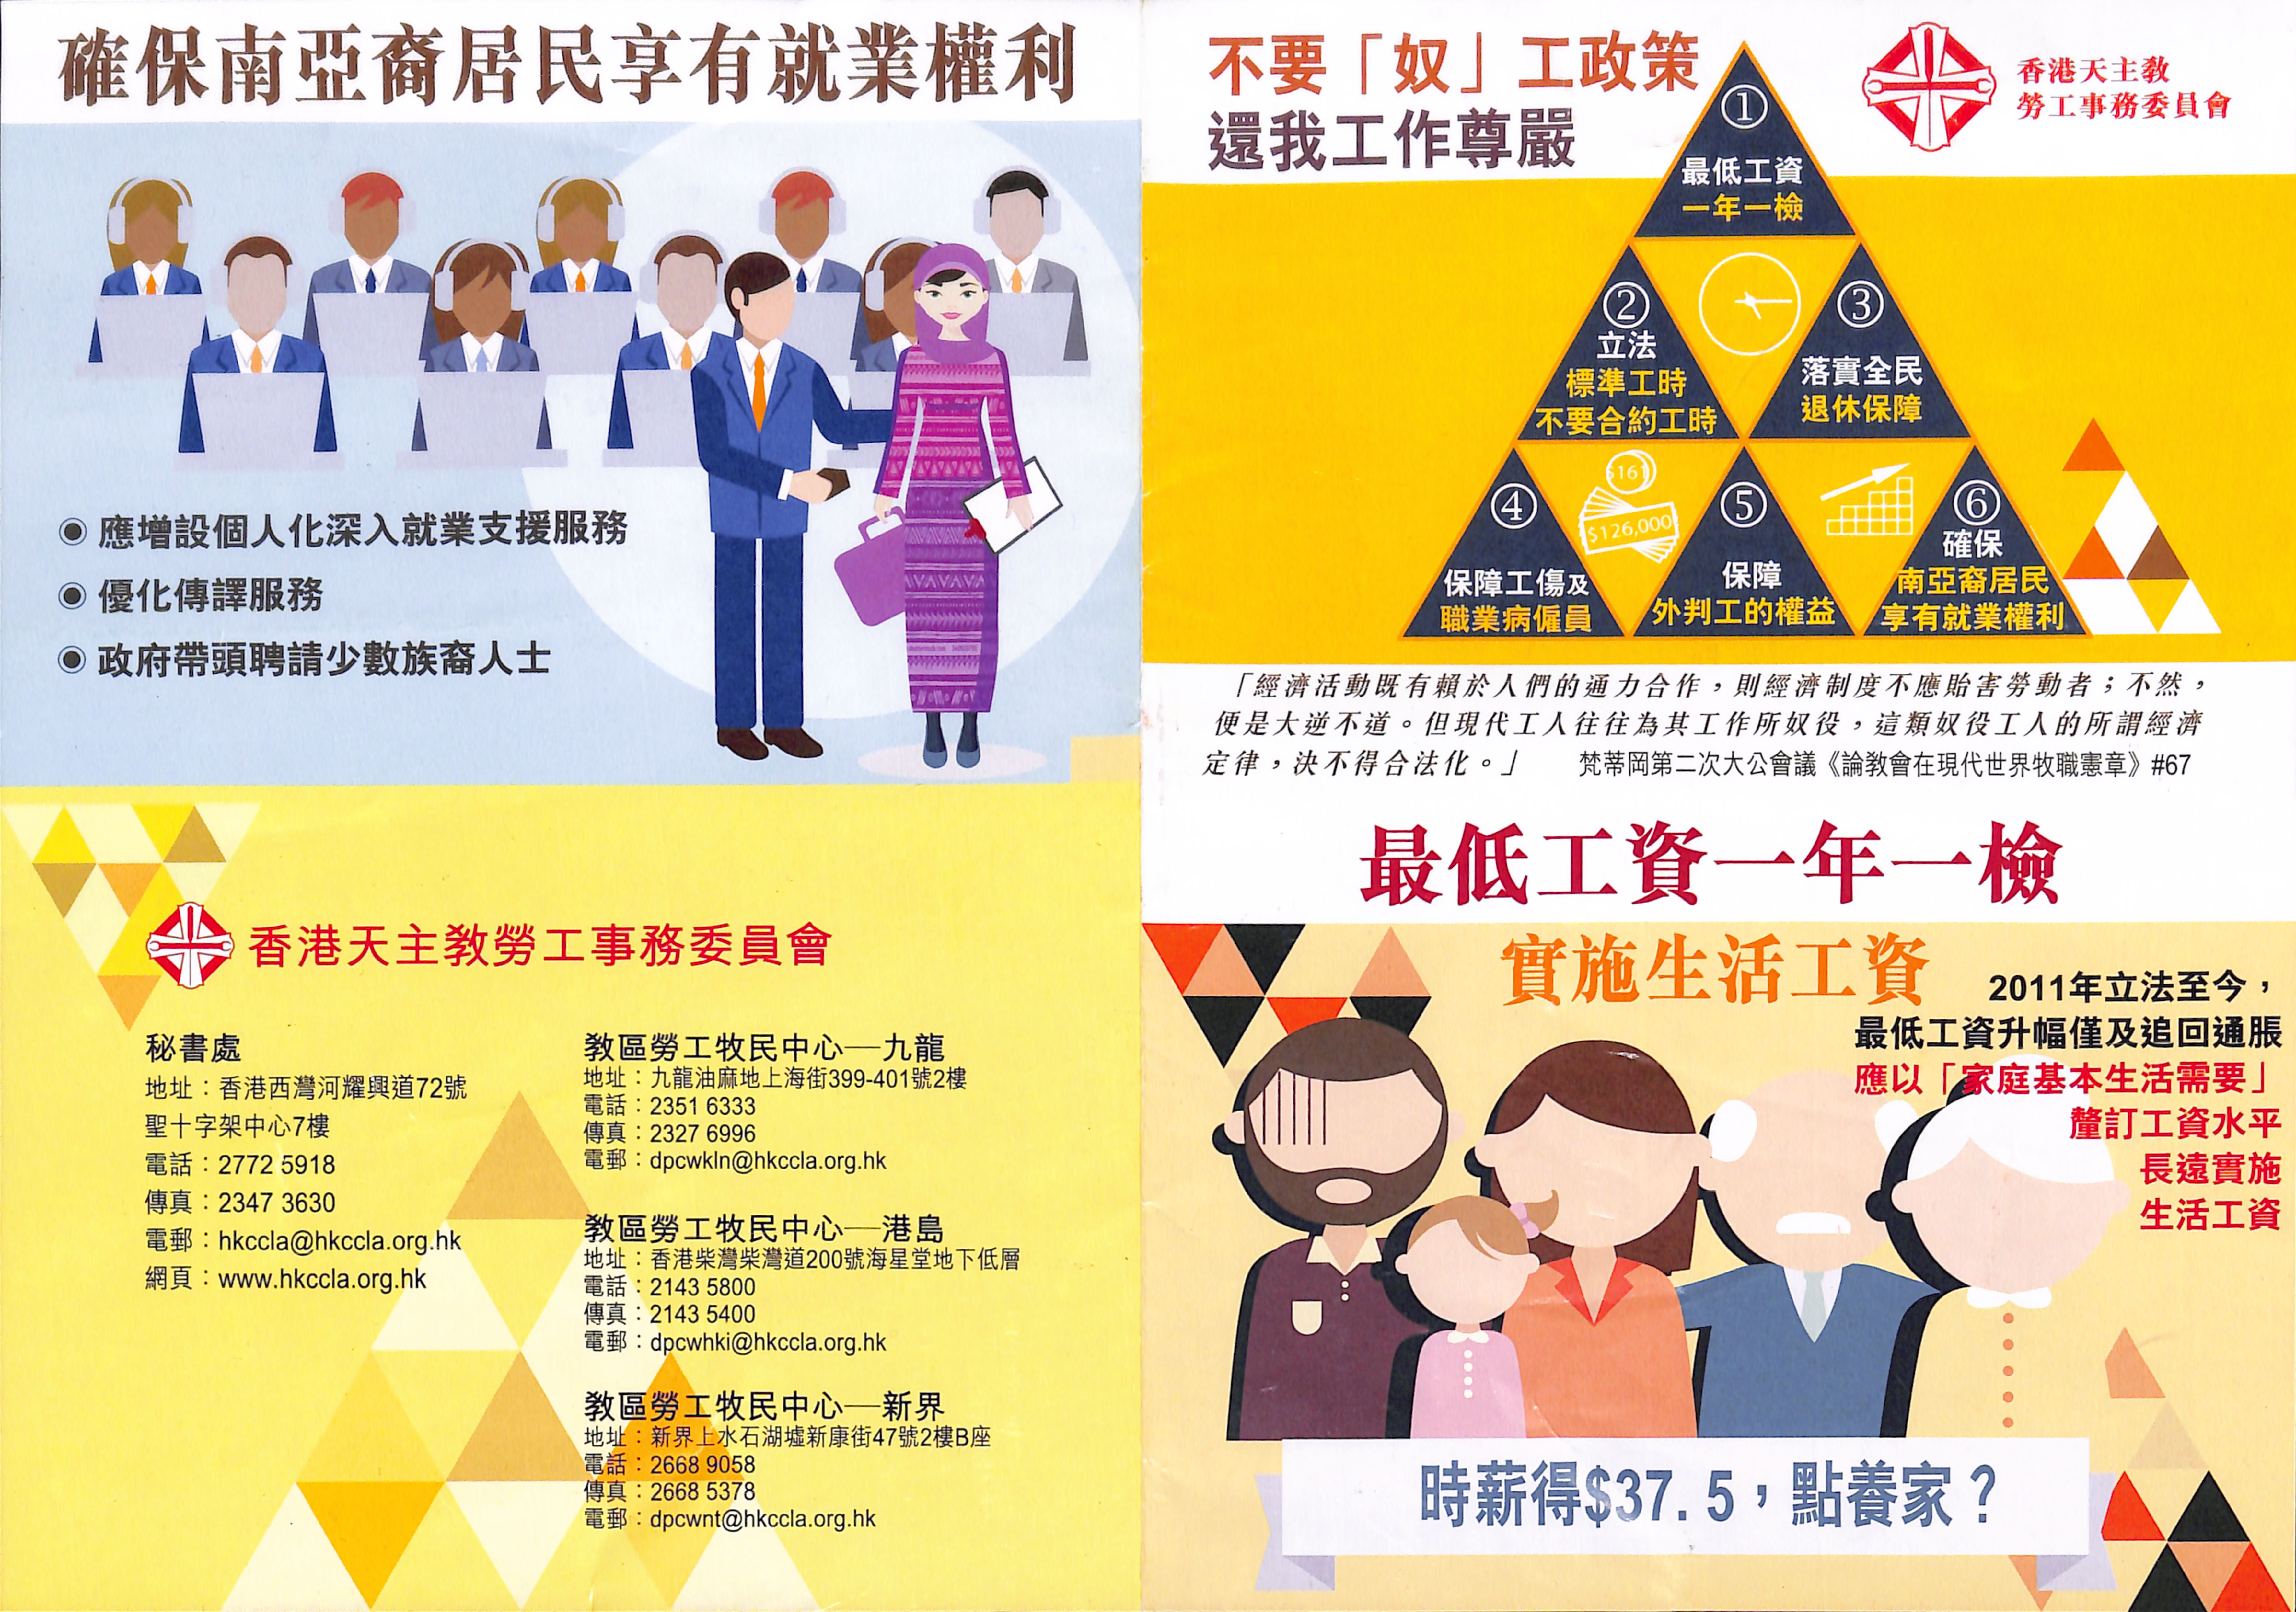 確保南亞裔居民享有就業權利
◉ 應增設個人化深入就業支援服務
◉ 優化傳譯服務
◉ 政府帶頭聘請少數族裔人士
香港天主教勞工事務委員會
秘書處
地址：香港西灣河耀興道72號
聖十字架中心7樓
電話：2772 5918
傳真：2347 3630
電郵：hkccla@hkccla.org.hk
網頁：www.hkccla.org.hk
教區勞工牧民中心─九龍
地址：九龍油麻地上海街399-401號2樓
電話：2351 6333
傳真：2327 6996
電郵：dpcwkln@hkccla.org.hk
教區勞工牧民中心─港島
地址：香港柴灣柴灣道200號海星堂地下低層
電話：2143 5800
傳真：2143 5400
電郵：dpcwhki@hkccla.org.hk
教區勞工牧民中心─新界
地址：新界上水石湖墟新康街47號2樓B座
電話：2668 9058
傳真：2668 5378
電郵：dpcwnt@hkccla.org.hk
不要「奴」工政策
還我工作尊嚴
香港天主教
勞工事務委員會
①
最低工資
一年一檢
②
立法
標準工時
不要合約工時
③
落實全民
退休保障
$161
$126,000
④
保障工傷及
職業病僱員
⑤
保障
外判工的權益
⑥
確保
南亞裔居民
享有就業權利
「經濟活動既有賴於人們的通力合作，則經濟制度不應貽害勞動者；不然，
便是大逆不道。但現代工人往往為其工作所奴役，這類奴役工人的所謂經濟
定律，決不得合法化。」 梵蒂岡第二次大公會議《論教會在現代世界牧職憲章》#67
最低工資一年一檢
實施生活工資
2011年立法至今，
最低工資升幅僅及追回通脹
應以「家庭基本生活需要」
釐訂工資水平
長遠實施
生活工資
時薪得$37.5，點養家？